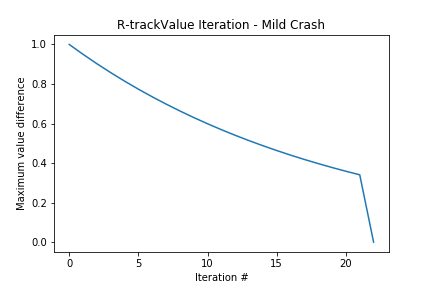 R-trackValue Iteration - Mild Crash
1.0
0.8
0.6
0.4
0.2
0.0
Maximum value difference
0 5 10 15 20
Iteration #